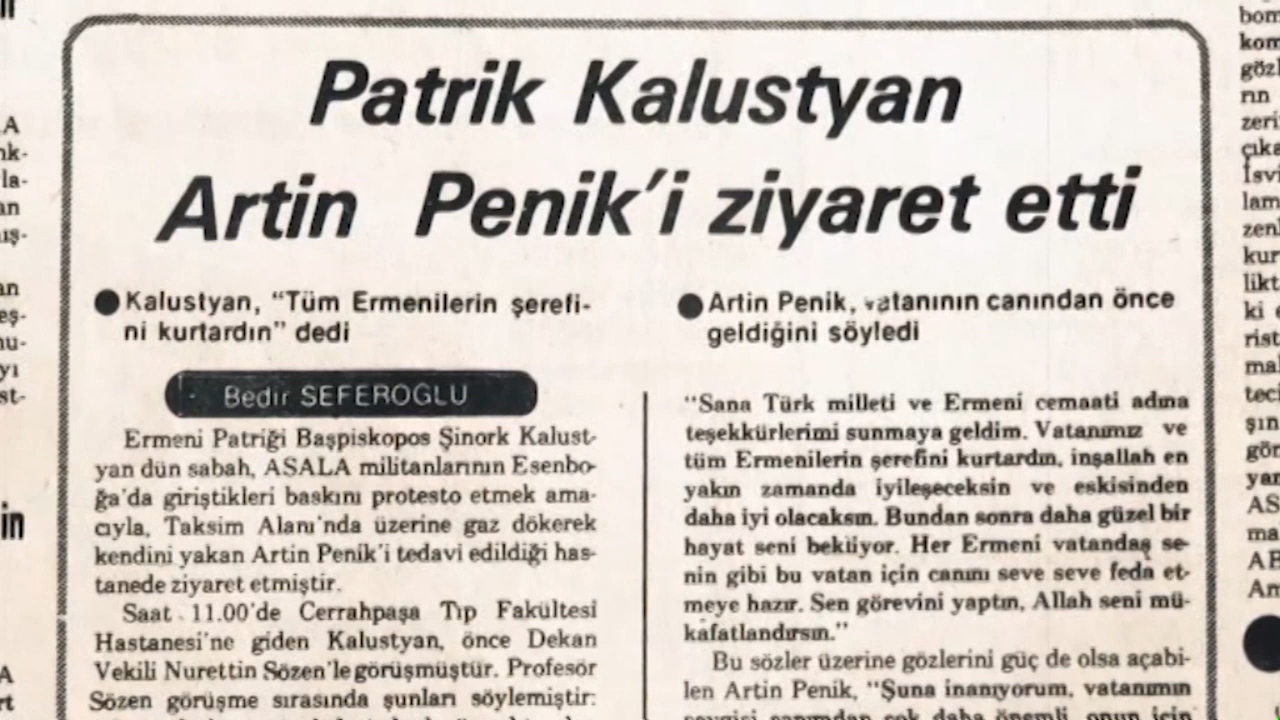 Patrik Kalustyan
Artin Penik'i ziyaret etti
● Kalustyan, “Tüm Ermenilerin şerefi-
ni kurtardın” dedi
● Artin Penik, vatanının canından önce
geldiğini söyledi
Bedir SEFEROGLU
Ermeni Patriği Başpiskopos Şinork Kalust-
yan dün sabah, ASALA militanlarının Esenbo-
ğa'da giriştikleri baskını protesto etmek ama-
cıyla, Taksim Alanı'nda üzerine gaz dökerek
kendini yakan Artin Penik'i tedavi edildiği has-
tanede ziyaret etmiştir.
Saat 11.00'de Cerrahpaşa Tıp Fakültesi
Hastanesi'ne giden Kalustyan, önce Dekan
Vekili Nurettin Sözen'le görüşmüştür. Profesör
Sözen görüşme sırasında şunları söylemiştir:
“Sana Türk milleti ve Ermeni cemaati adına
teşekkürlerimi sunmaya geldim. Vatanımız ve
tüm Ermenilerin şerefini kurtardın, inşallah en
yakın zamanda iyileşeceksin ve eskisinden
daha iyi olacaksın. Bundan sonra daha güzel bir
hayat seni bekliyor. Her Ermeni vatandaş se-
nin gibi bu vatan için canını seve seve feda et-
meye hazır. Sen görevini yaptın, Allah seni mü-
kafatlandırsın.”
Bu sözler üzerine gözlerini güç de olsa açabi-
len Artin Penik, “Şuna inanıyorum, vatanımın
sevgisi canımdan çok daha önemli, onun için